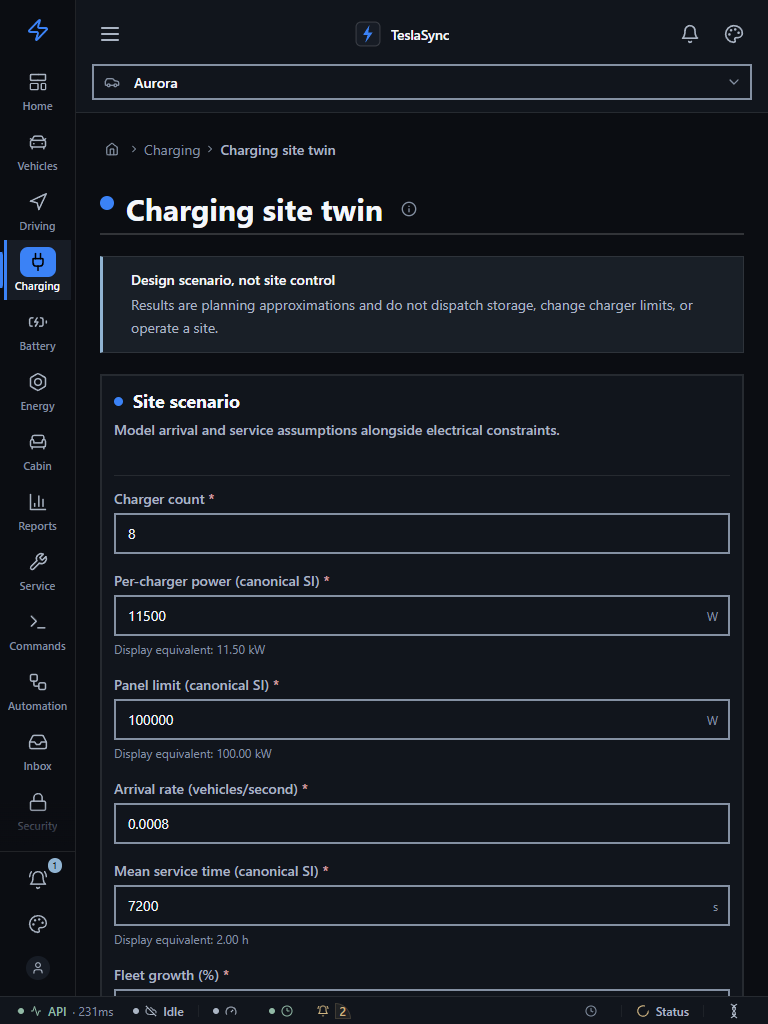 TeslaSync
Aurora
Home
Vehicles
Driving
Charging
Battery
Energy
Cabin
Reports
Service
Commands
Automation
Inbox
Security
1
Charging
Charging site twin
Charging site twin
Design scenario, not site control
Results are planning approximations and do not dispatch storage, change charger limits, or
operate a site.
Site scenario
Model arrival and service assumptions alongside electrical constraints.
Charger count *
8
Per-charger power (canonical SI) *
11500 W
Display equivalent: 11.50 kW
Panel limit (canonical SI) *
100000 W
Display equivalent: 100.00 kW
Arrival rate (vehicles/second) *
0.0008
Mean service time (canonical SI) *
7200 s
Display equivalent: 2.00 h
Fleet growth (%) *
API · 231ms Idle 2 Status